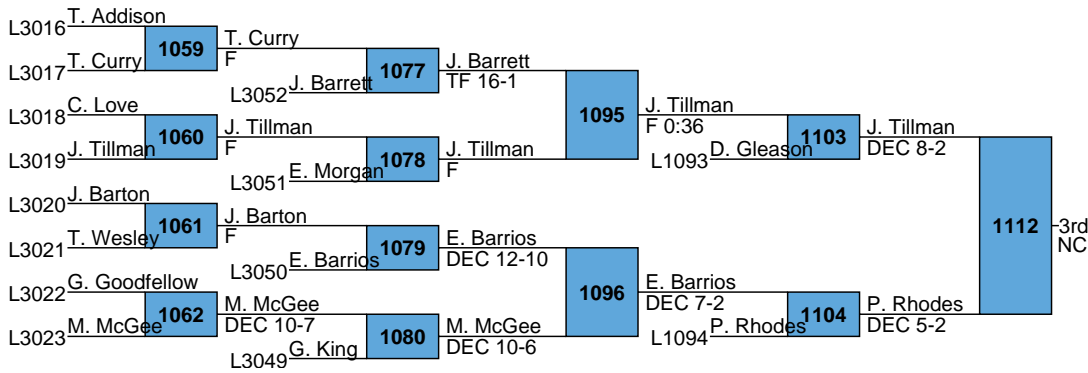 L3016 T. Addison
1059
L3017 T. Curry
T. Curry
F
1077
L3052 J. Barrett
J. Barrett
TF 16-1
L3018 C. Love
1060
L3019 J. Tillman
J. Tillman
F
1078
L3051 E. Morgan
J. Tillman
F
1095
J. Tillman
F 0:36
1103
L1093 D. Gleason
J. Tillman
DEC 8-2
L3020 J. Barton
1061
L3021 T. Wesley
J. Barton
F
1079
L3050 E. Barrios
E. Barrios
DEC 12-10
L3022 G. Goodfellow
1062
L3023 M. McGee
M. McGee
DEC 10-7
1080
L3049 G. King
M. McGee
DEC 10-6
1096
E. Barrios
DEC 7-2
1104
L1094 P. Rhodes
P. Rhodes
DEC 5-2
1112
3rd
NC